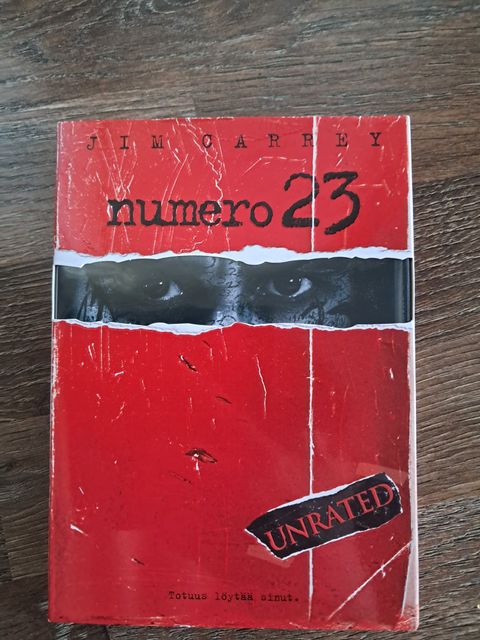 JIM CARREY
numero 23
UNRATED
Totuus löytää sinut.